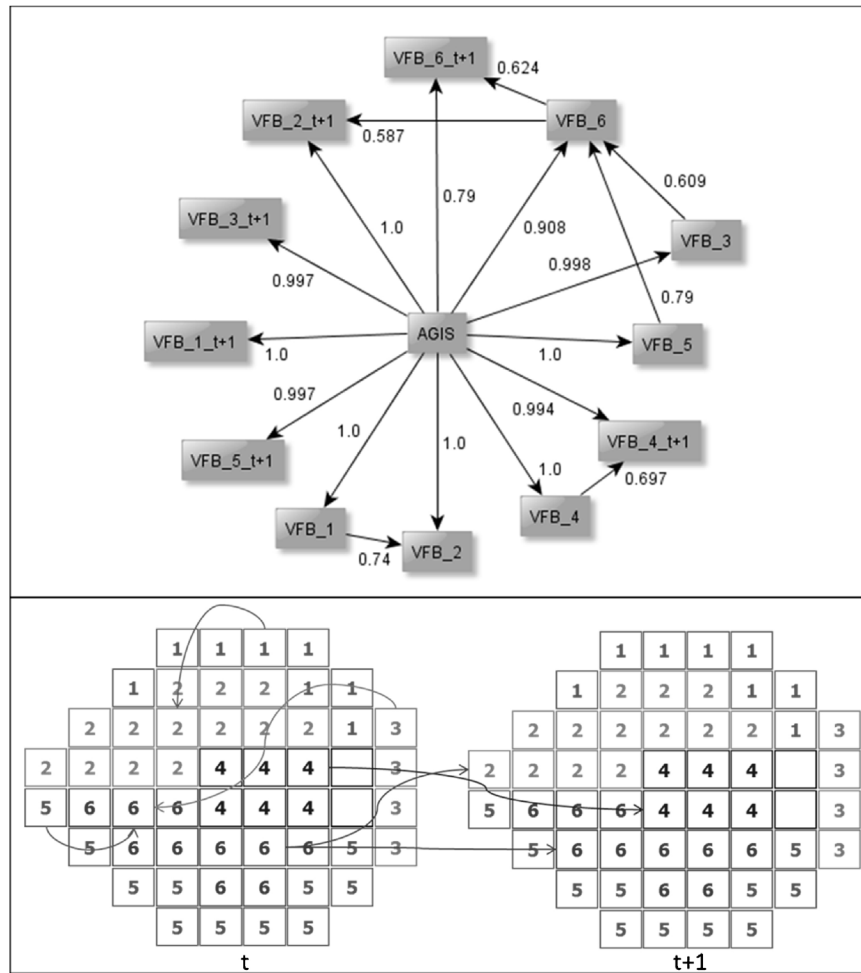 VFB_6_t+1
0.624
VFB_2_t+1
VFB_6
0.587
0.609
0.79
VFB_3_t+1
1.0
0.908
VFB_3
0.997
0.998
0.79
VFB_1_t+1
AGIS
VFB_5
1.0
1.0
0.997
0.994
VFB_5_t+1
1.0
1.0
VFB_4_t+1
1.0
0.697
VFB_1
VFB_4
0.74
VFB_2
1 1 1 1
1 2 2 2 1 1
2 2 2 2 2 2 1 3
2 2 2 2 4 4 4 3
5 6 6 6 4 4 4 3
5 6 6 6 6 6 5 3
5 5 6 6 5 5
5 5 5 5
t
1 1 1 1
1 2 2 2 1 1
2 2 2 2 2 2 1 3
2 2 2 2 4 4 4 3
5 6 6 6 4 4 4 3
5 6 6 6 6 6 5 3
5 5 6 6 5 5
5 5 5 5
t+1